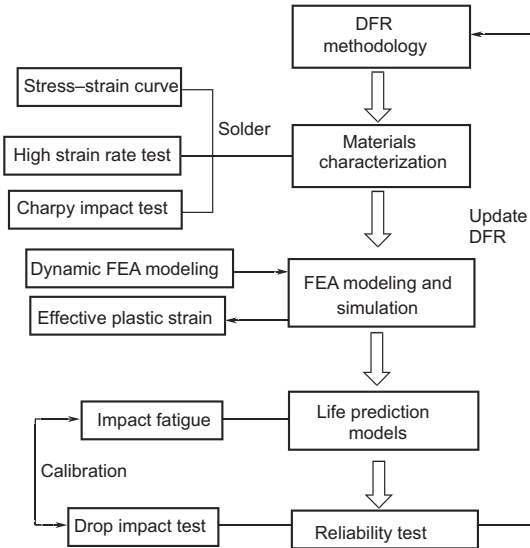 DFR
methodology
Stress–strain curve
Solder
High strain rate test
Materials
characterization
Charpy impact test
Update
DFR
Dynamic FEA modeling
FEA modeling and
simulation
Effective plastic strain
Impact fatigue
Life prediction
models
Calibration
Drop impact test
Reliability test